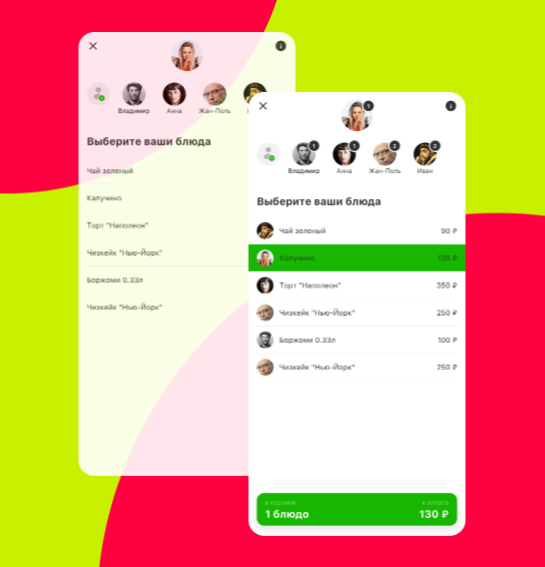 Владимир
Анна
Жан-Поль
Выберите ваши блюда
Чай зеленый
Капучино
Торт "Наполеон"
Чизкейк "Нью-Йорк"
Боржоми 0.33л
Чизкейк "Нью-Йорк"
1
1
1
2
2
Владимир
Анна
Жан-Поль
Иван
Выберите ваши блюда
Чай зеленый 90 ₽
Капучино 130 ₽
Торт "Наполеон" 350 ₽
Чизкейк "Нью-Йорк" 250 ₽
Боржоми 0.33л 100 ₽
Чизкейк "Нью-Йорк" 250 ₽
в корзине к оплате
1 блюдо 130 ₽